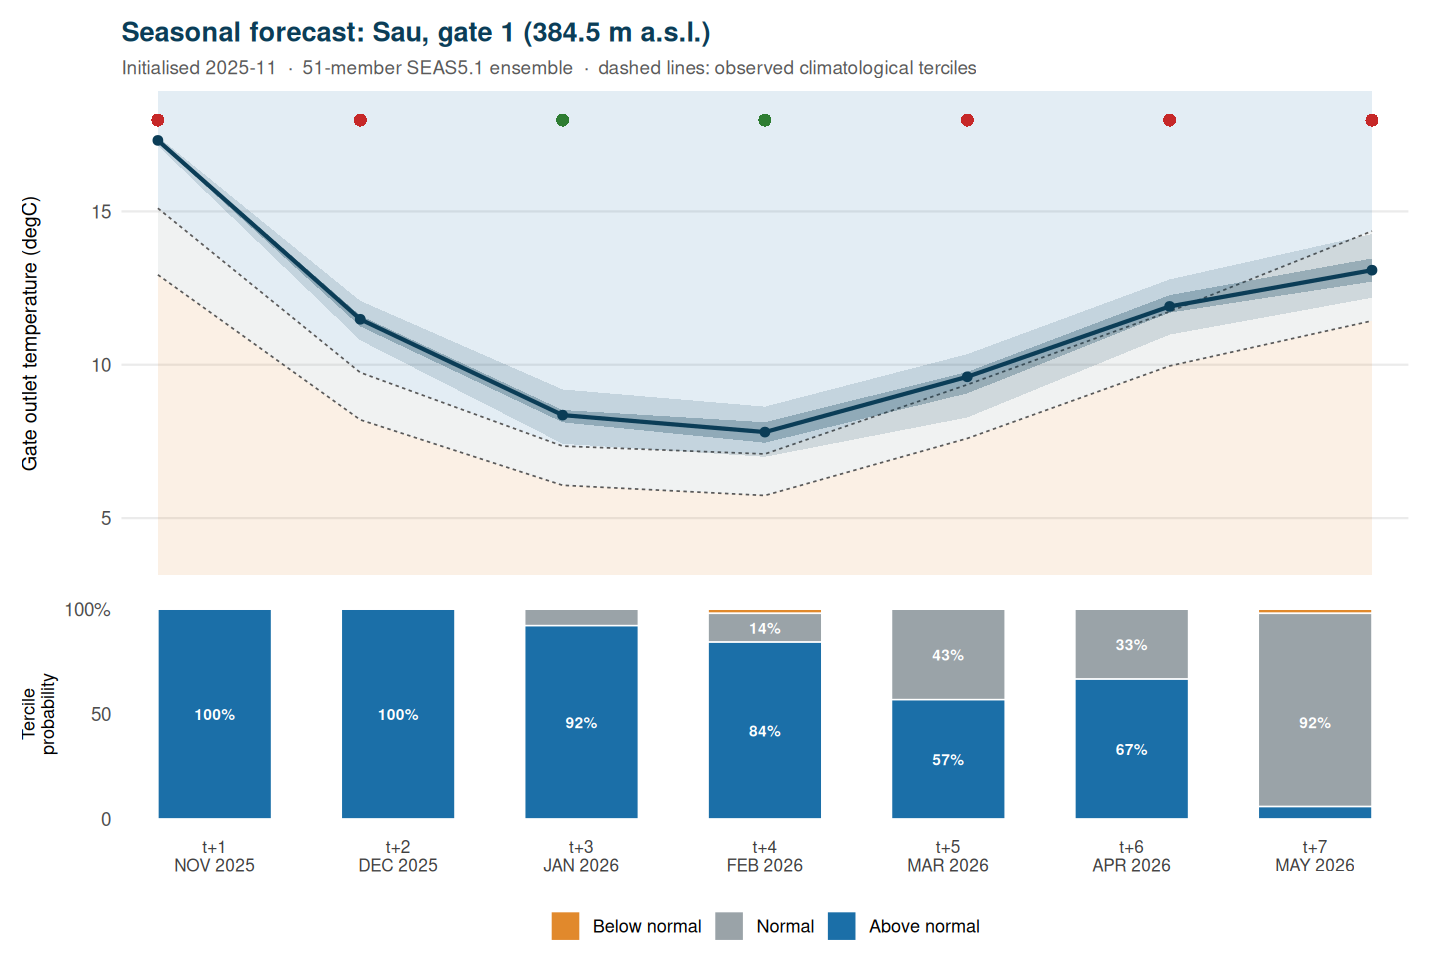 Seasonal forecast: Sau, gate 1 (384.5 m a.s.l.)
Initialised 2025-11 · 51-member SEAS5.1 ensemble · dashed lines: observed climatological terciles
Gate outlet temperature (degC)
15
10
5
Tercile
probability
100%
50
0
100%
100%
92%
14%
84%
43%
57%
33%
67%
92%
t+1
NOV 2025
t+2
DEC 2025
t+3
JAN 2026
t+4
FEB 2026
t+5
MAR 2026
t+6
APR 2026
t+7
MAY 2026
Below normal
Normal
Above normal